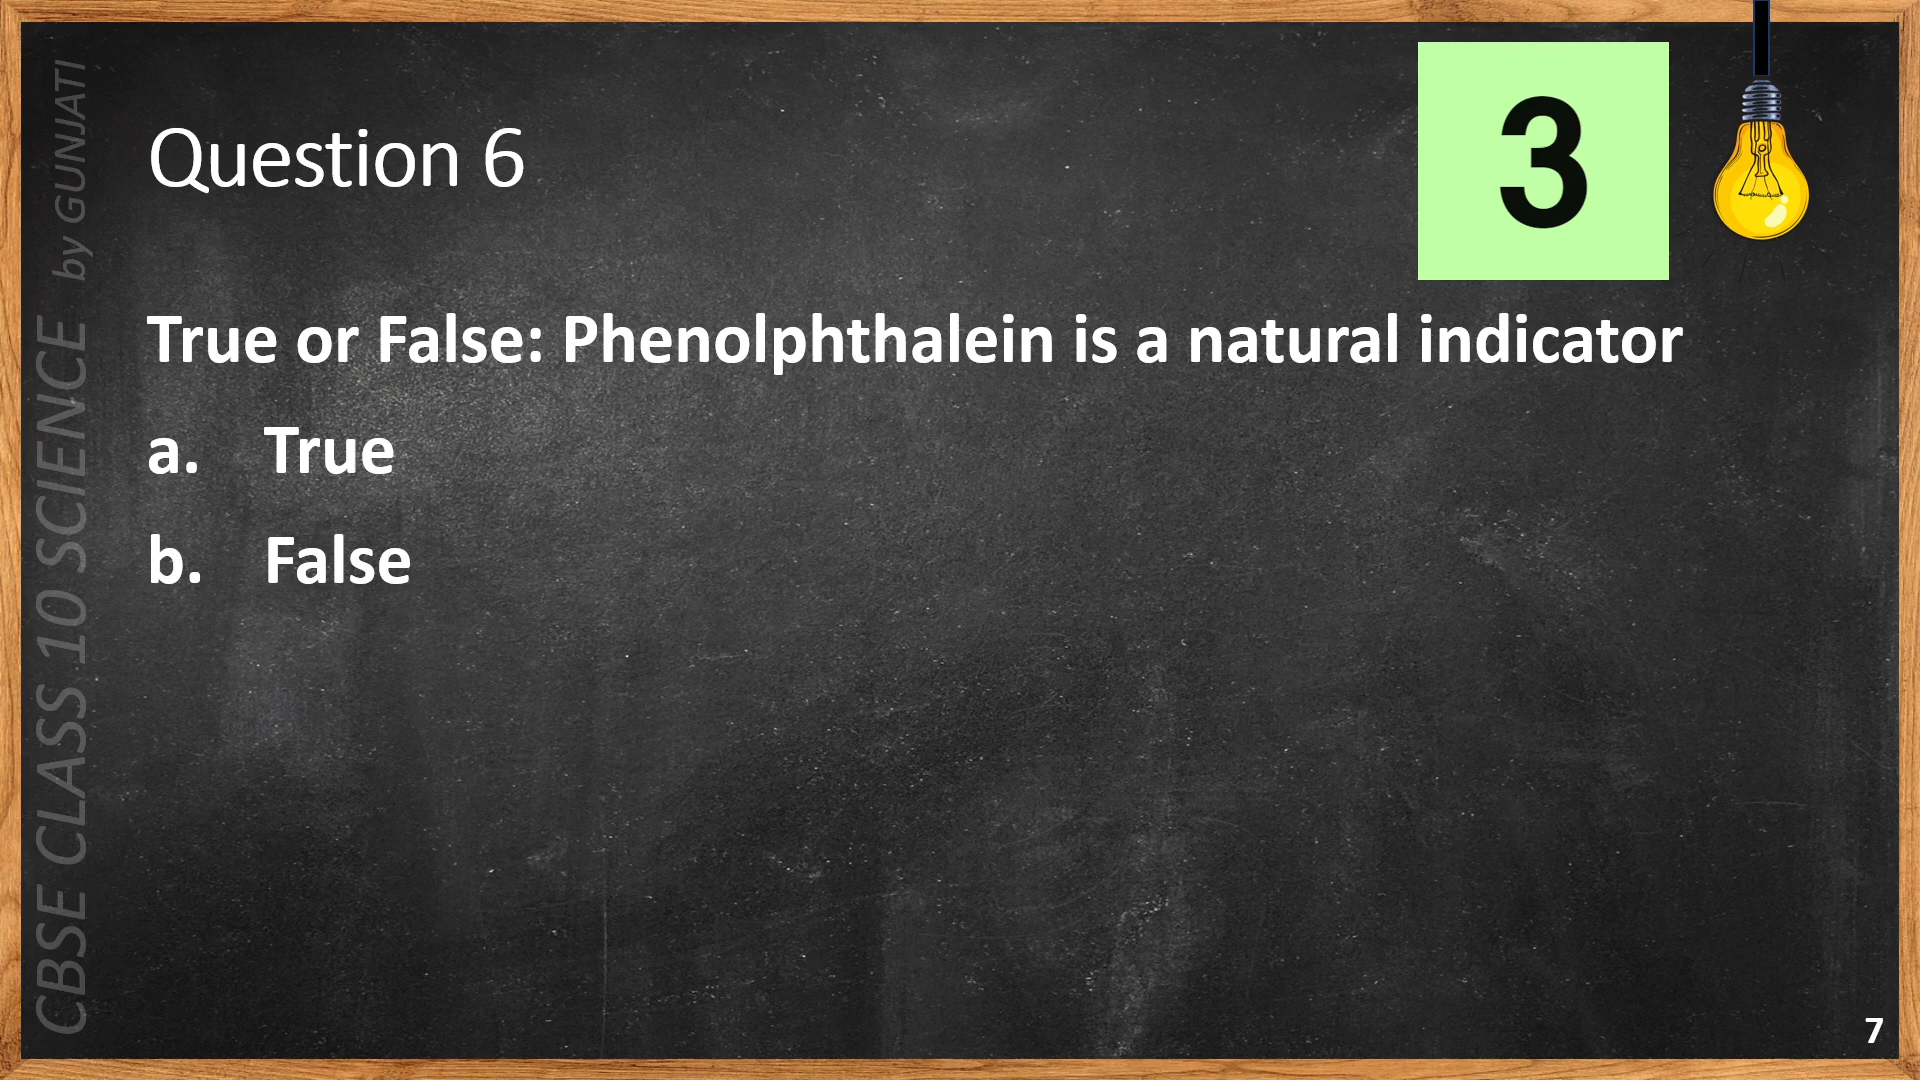 Question 6
3
True or False: Phenolphthalein is a natural indicator
a. True
b. False
CBSE CLASS 10 SCIENCE by GUNJATI
7